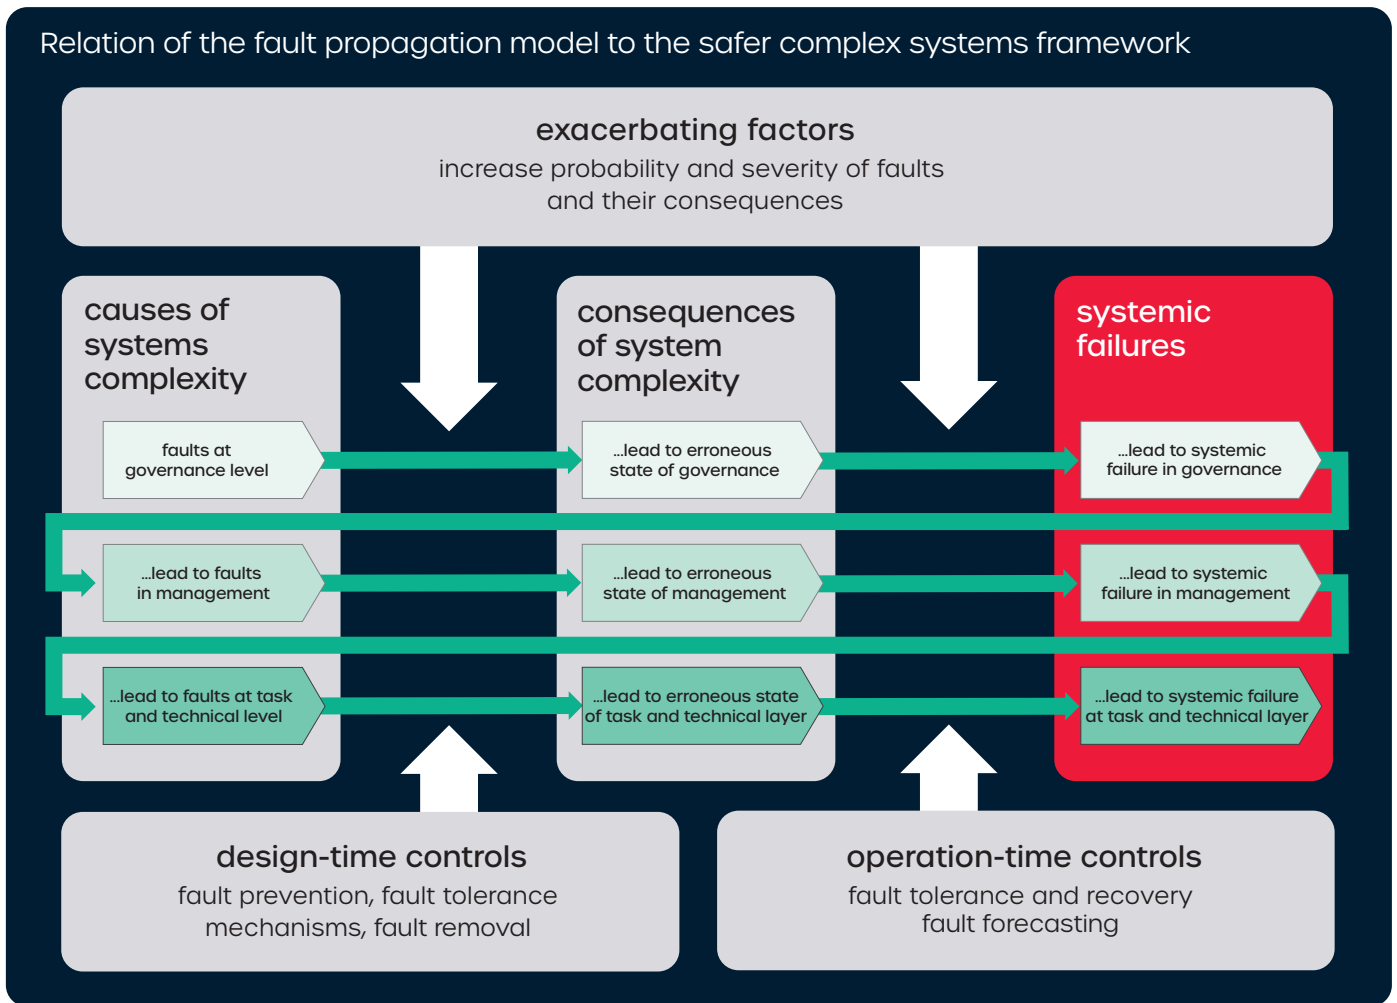 Relation of the fault propagation model to the safer complex systems framework
exacerbating factors
increase probability and severity of faults
and their consequences
causes of
systems
complexity
consequences
of system
complexity
systemic
failures
faults at
governance level
...lead to erroneous
state of governance
...lead to systemic
failure in governance
...lead to faults
in management
...lead to erroneous
state of management
...lead to systemic
failure in management
...lead to faults at task
and technical level
...lead to erroneous state
of task and technical layer
...lead to systemic failure
at task and technical layer
design-time controls
fault prevention, fault tolerance
mechanisms, fault removal
operation-time controls
fault tolerance and recovery
fault forecasting